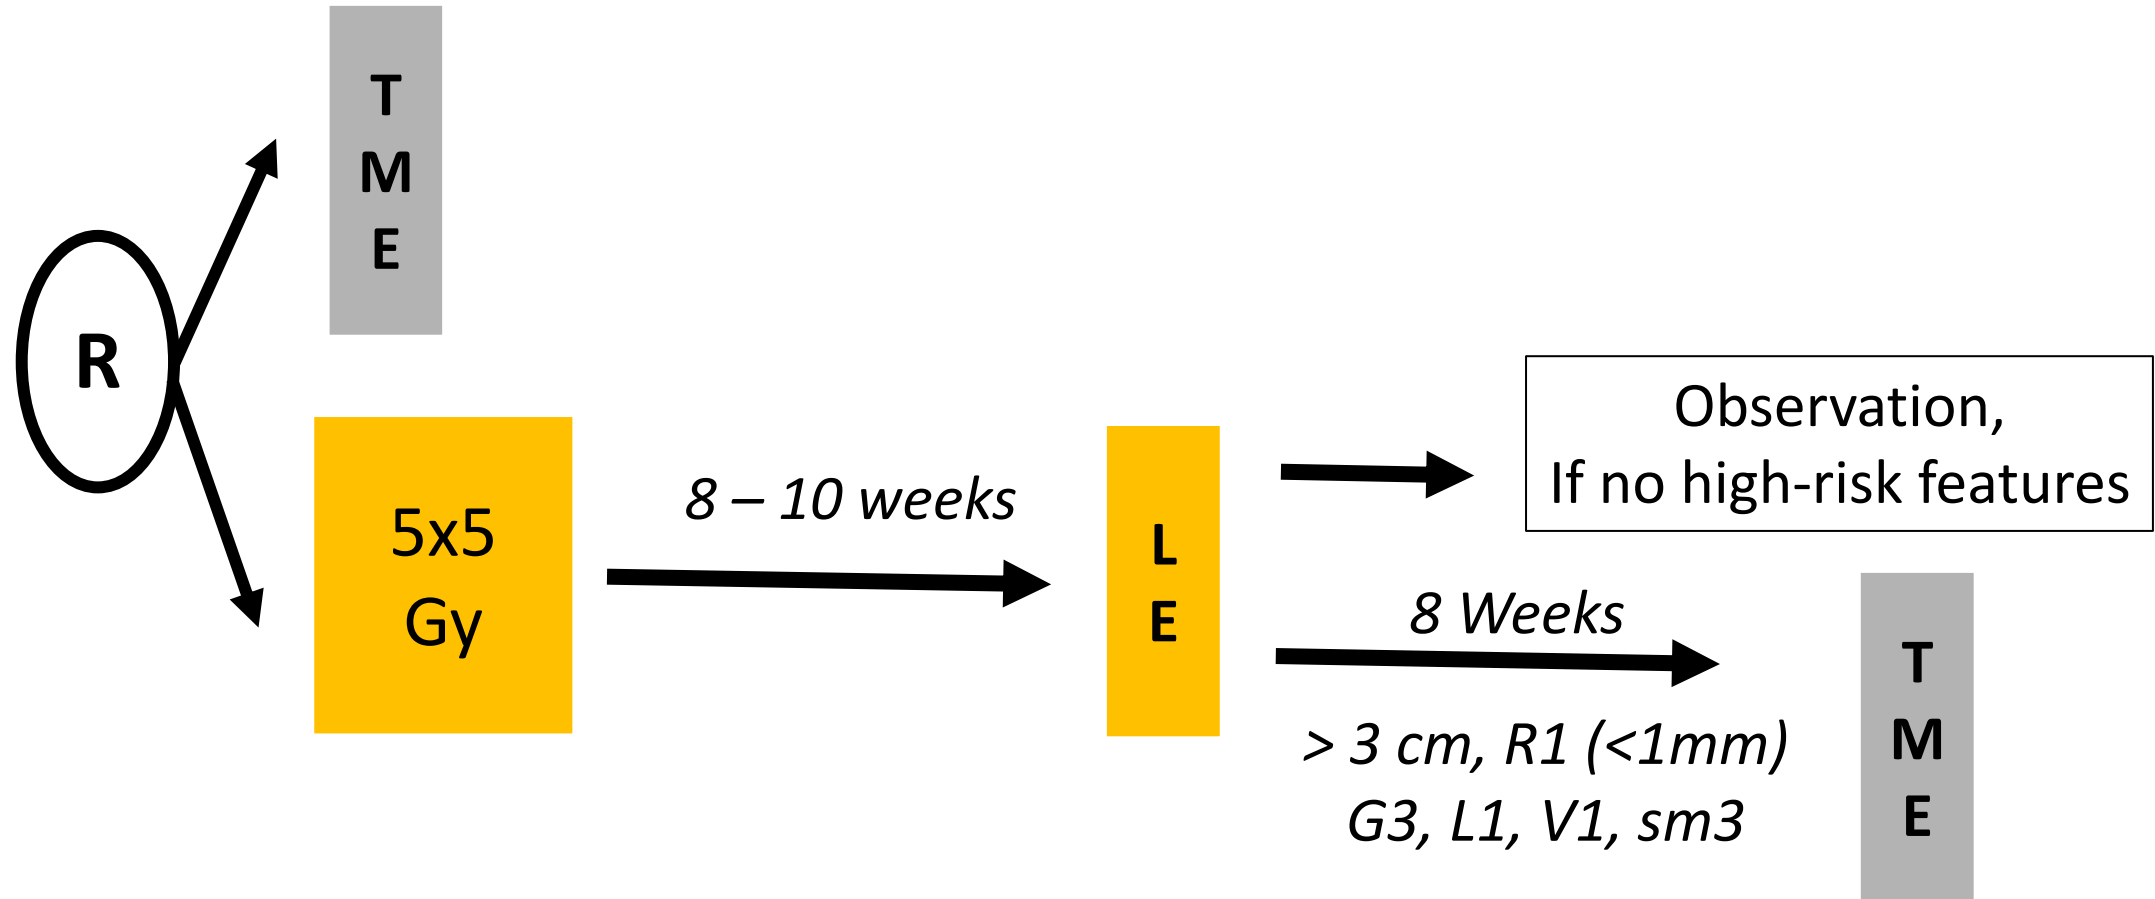 T
M
E
R
5x5
Gy
8 – 10 weeks
L
E
Observation,
If no high-risk features
8 Weeks
> 3 cm, R1 (<1mm)
G3, L1, V1, sm3
T
M
E